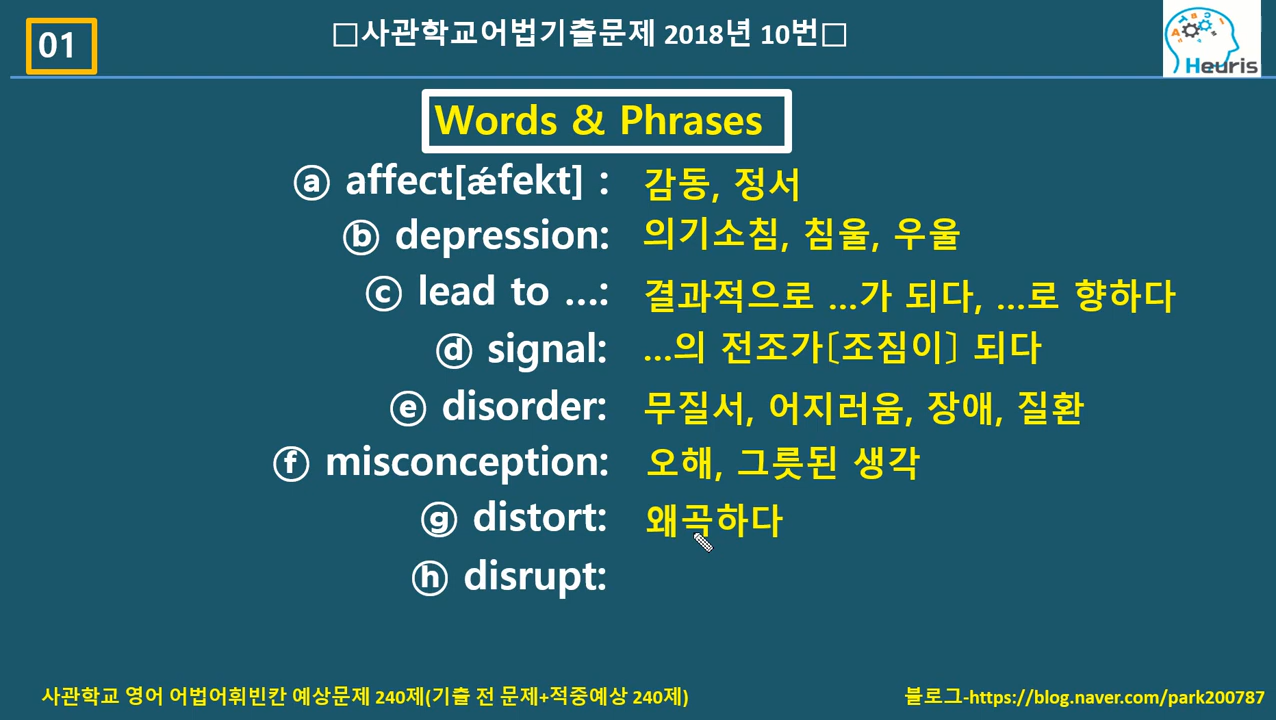 01
□사관학교어법기출문제 2018년 10번□
Heuris
Words & Phrases
ⓐ affect[ǽfekt] : 감동, 정서
ⓑ depression: 의기소침, 침울, 우울
ⓒ lead to …: 결과적으로 …가 되다, …로 향하다
ⓓ signal: …의 전조가〔조짐이〕 되다
ⓔ disorder: 무질서, 어지러움, 장애, 질환
ⓕ misconception: 오해, 그릇된 생각
ⓖ distort: 왜곡하다
ⓗ disrupt:
사관학교 영어 어법어휘빈칸 예상문제 240제(기출 전 문제+적중예상 240제)
블로그-https://blog.naver.com/park200787